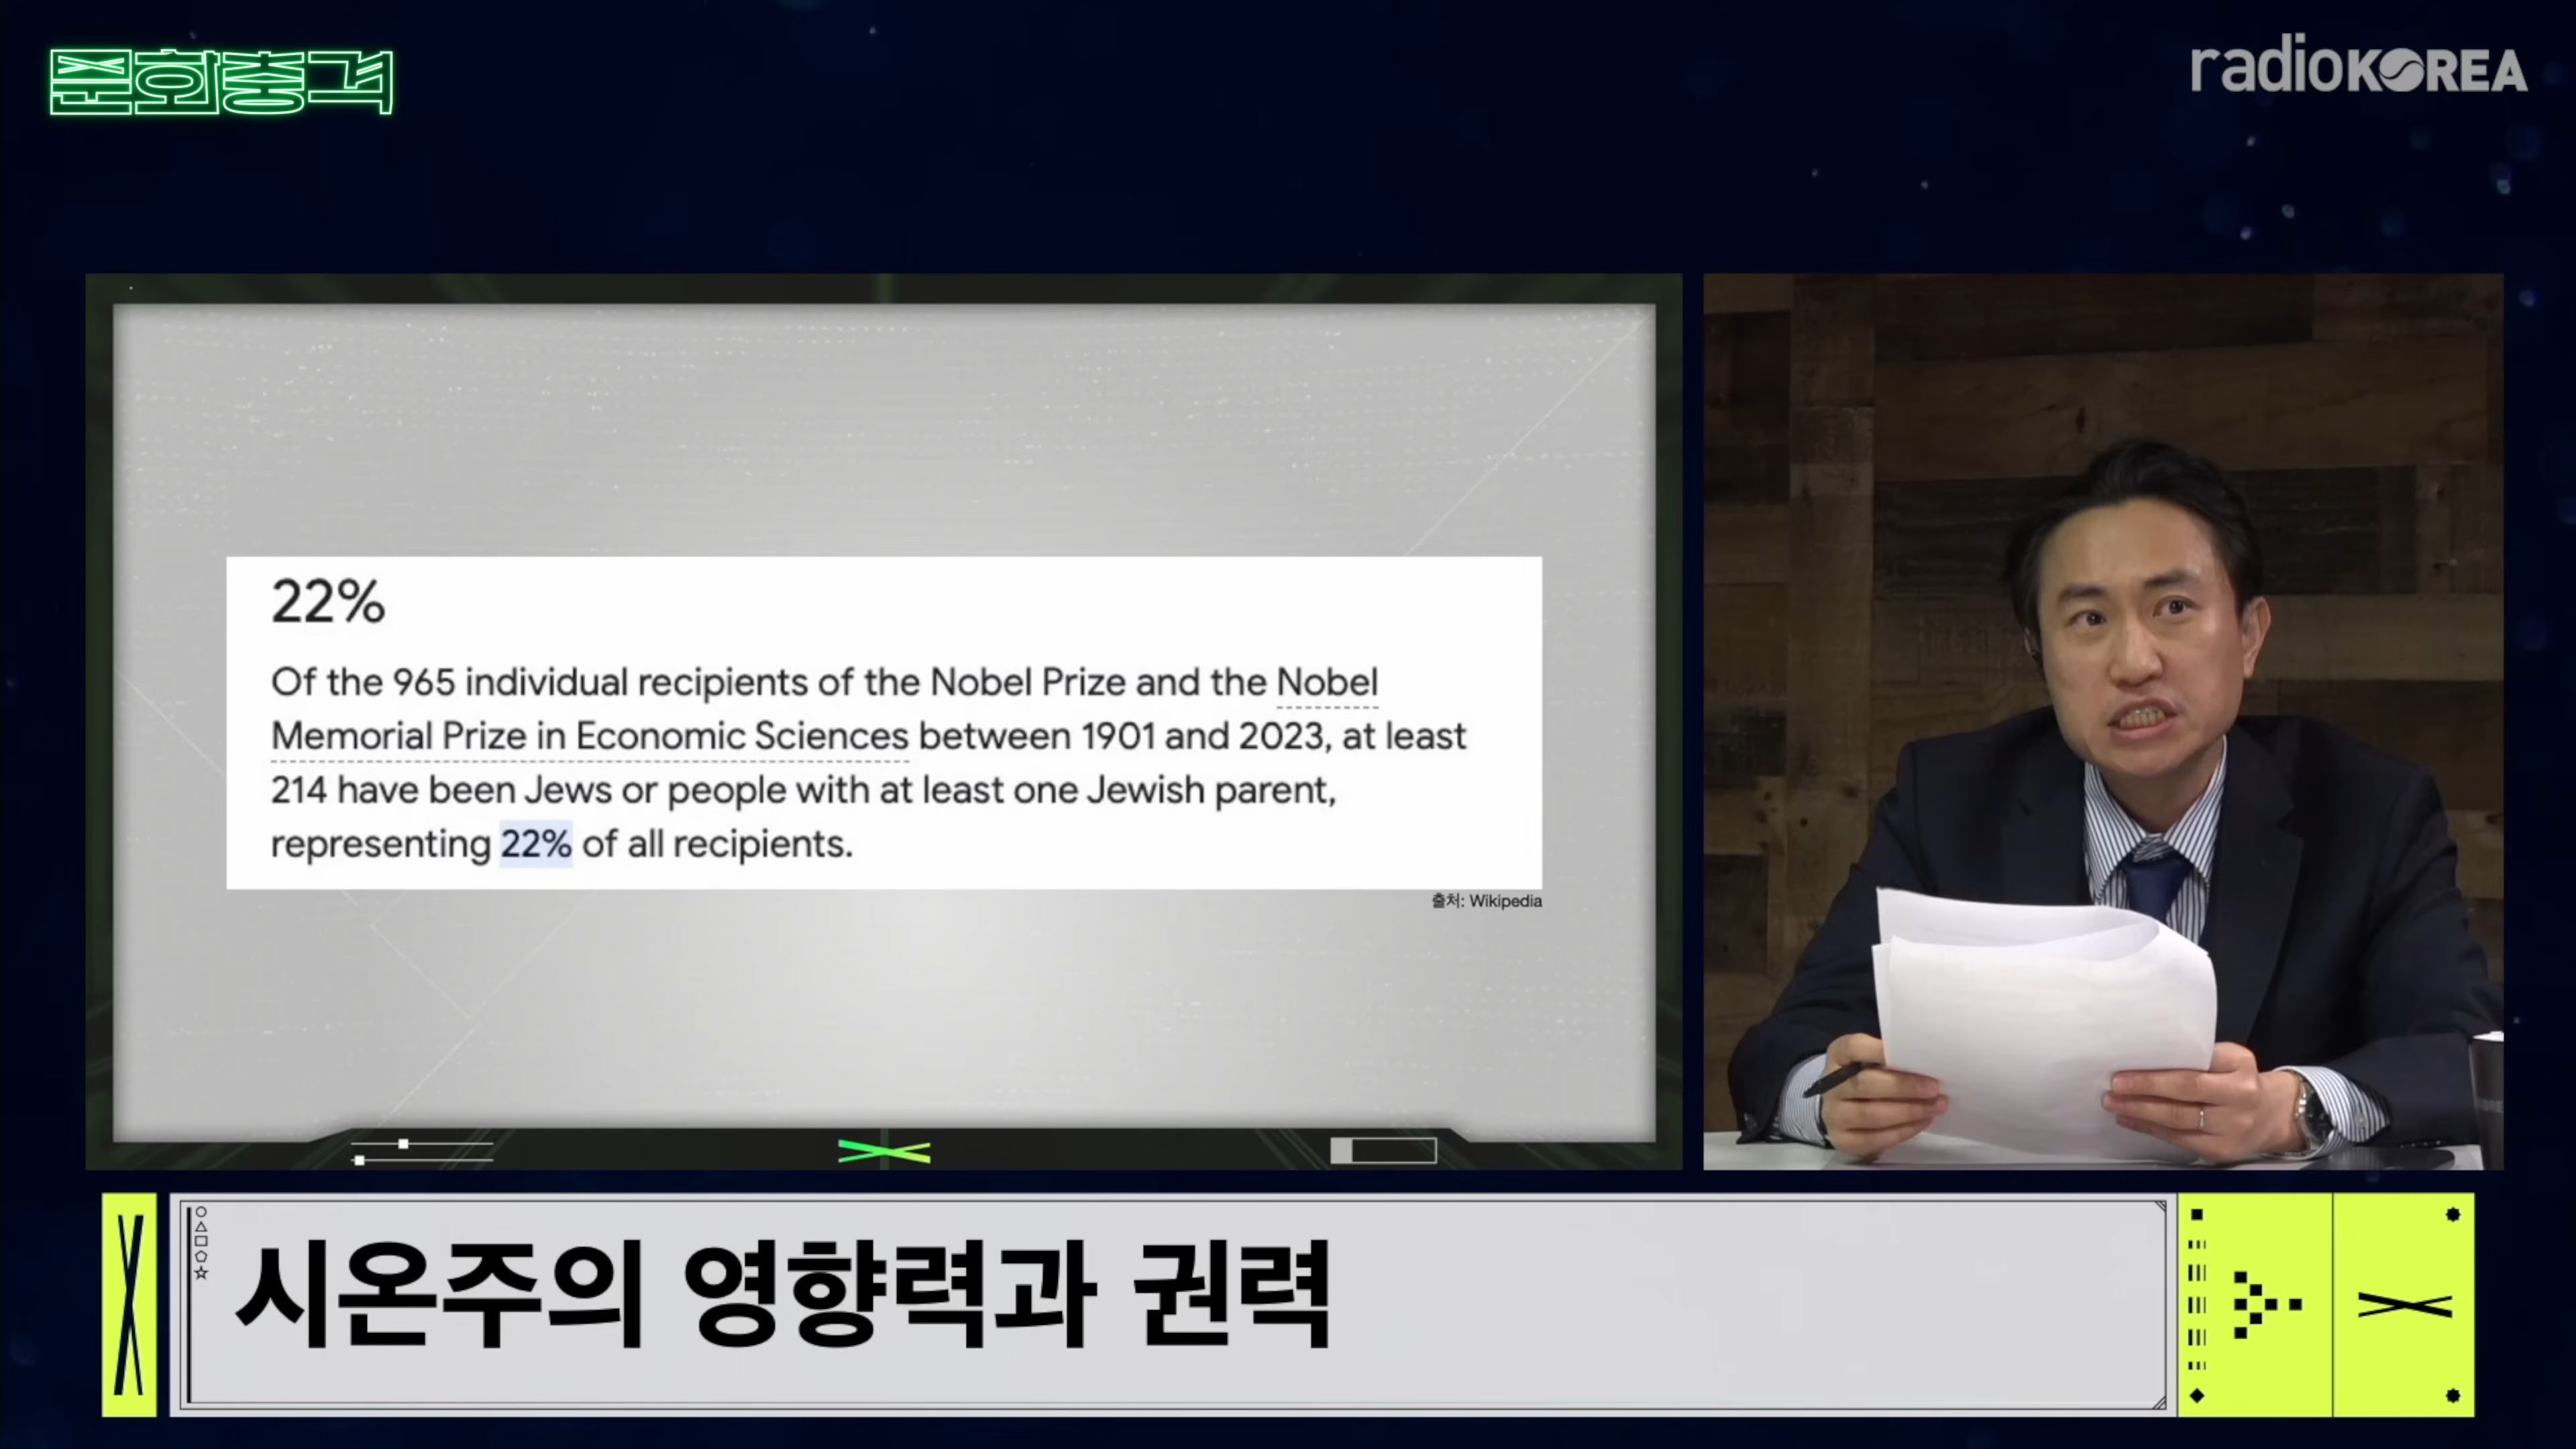 문화충격
radioKOREA
22%
Of the 965 individual recipients of the Nobel Prize and the Nobel
Memorial Prize in Economic Sciences between 1901 and 2023, at least
214 have been Jews or people with at least one Jewish parent,
representing 22% of all recipients.
출처: Wikipedia
시온주의 영향력과 권력